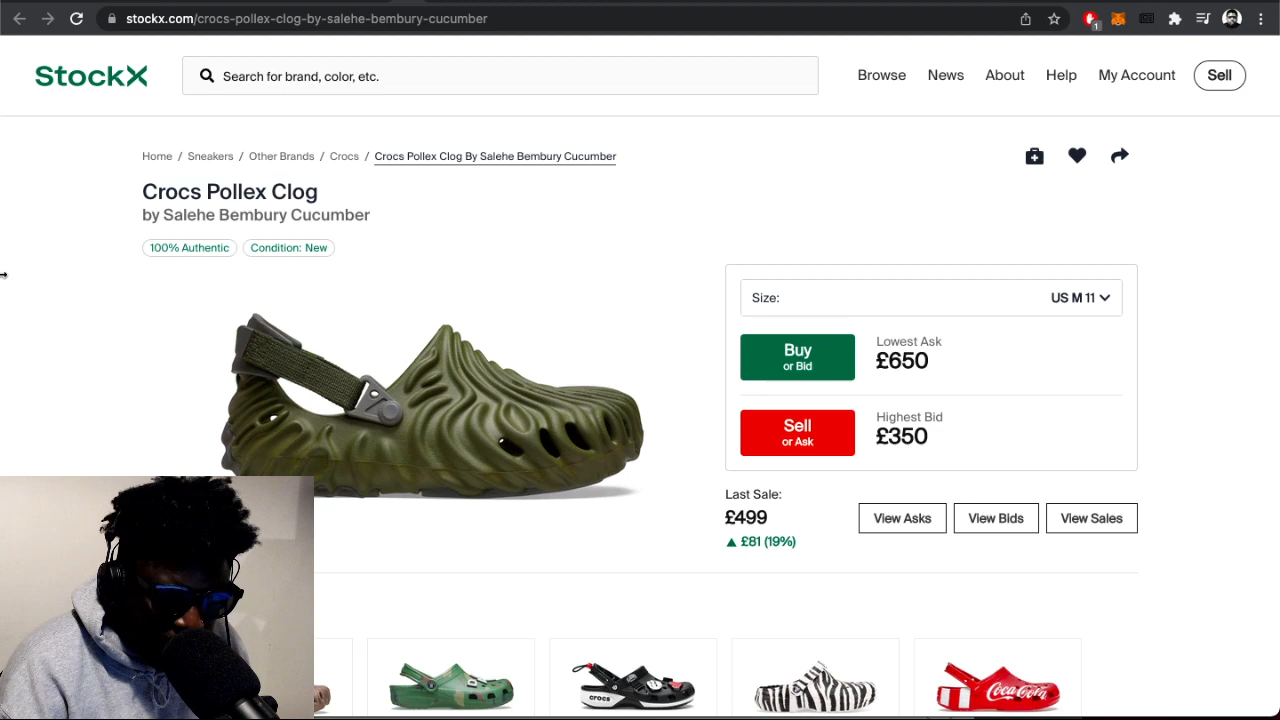 stockx.com/crocs-pollex-clog-by-salehe-bembury-cucumber
1
StockX
Search for brand, color, etc.
Browse
News
About
Help
My Account
Sell
Home / Sneakers / Other Brands / Crocs / Crocs Pollex Clog By Salehe Bembury Cucumber
Crocs Pollex Clog
by Salehe Bembury Cucumber
100% Authentic
Condition: New
Size:
US M 11
Buy
or Bid
Lowest Ask
£650
Sell
or Ask
Highest Bid
£350
Last Sale:
£499
▲ £81 (19%)
View Asks
View Bids
View Sales
crocs
Coca-Cola